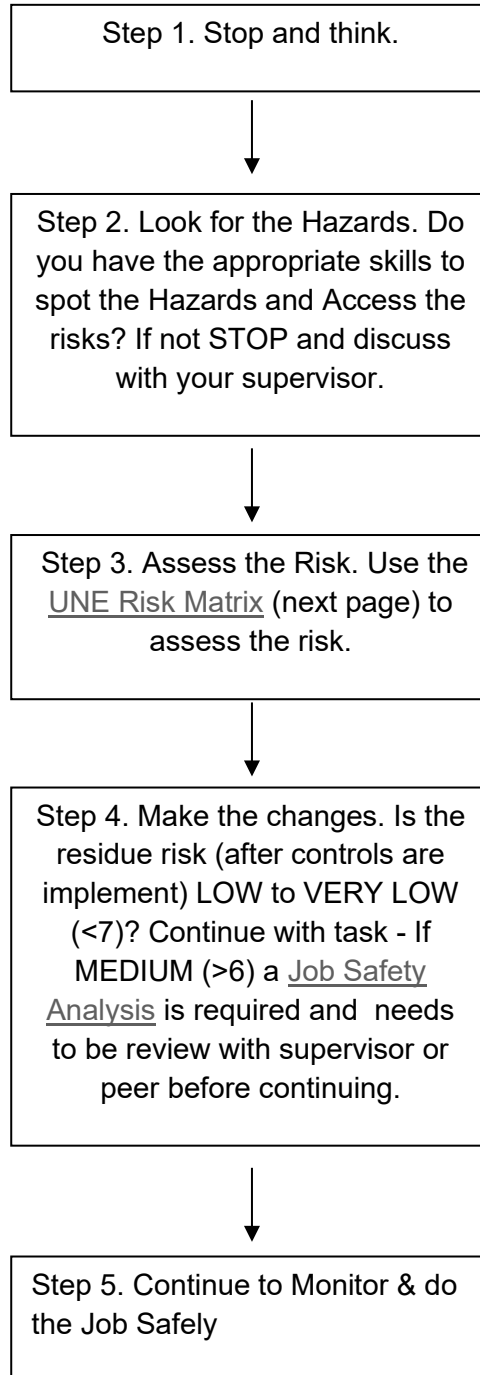 Step 1. Stop and think.
Step 2. Look for the Hazards. Do
you have the appropriate skills to
spot the Hazards and Access the
risks? If not STOP and discuss
with your supervisor.
Step 3. Assess the Risk. Use the
UNE Risk Matrix (next page) to
assess the risk.
Step 4. Make the changes. Is the
residue risk (after controls are
implement) LOW to VERY LOW
(<7)? Continue with task - If
MEDIUM (>6) a Job Safety
Analysis is required and  needs
to be review with supervisor or
peer before continuing.
Step 5. Continue to Monitor & do
the Job Safely